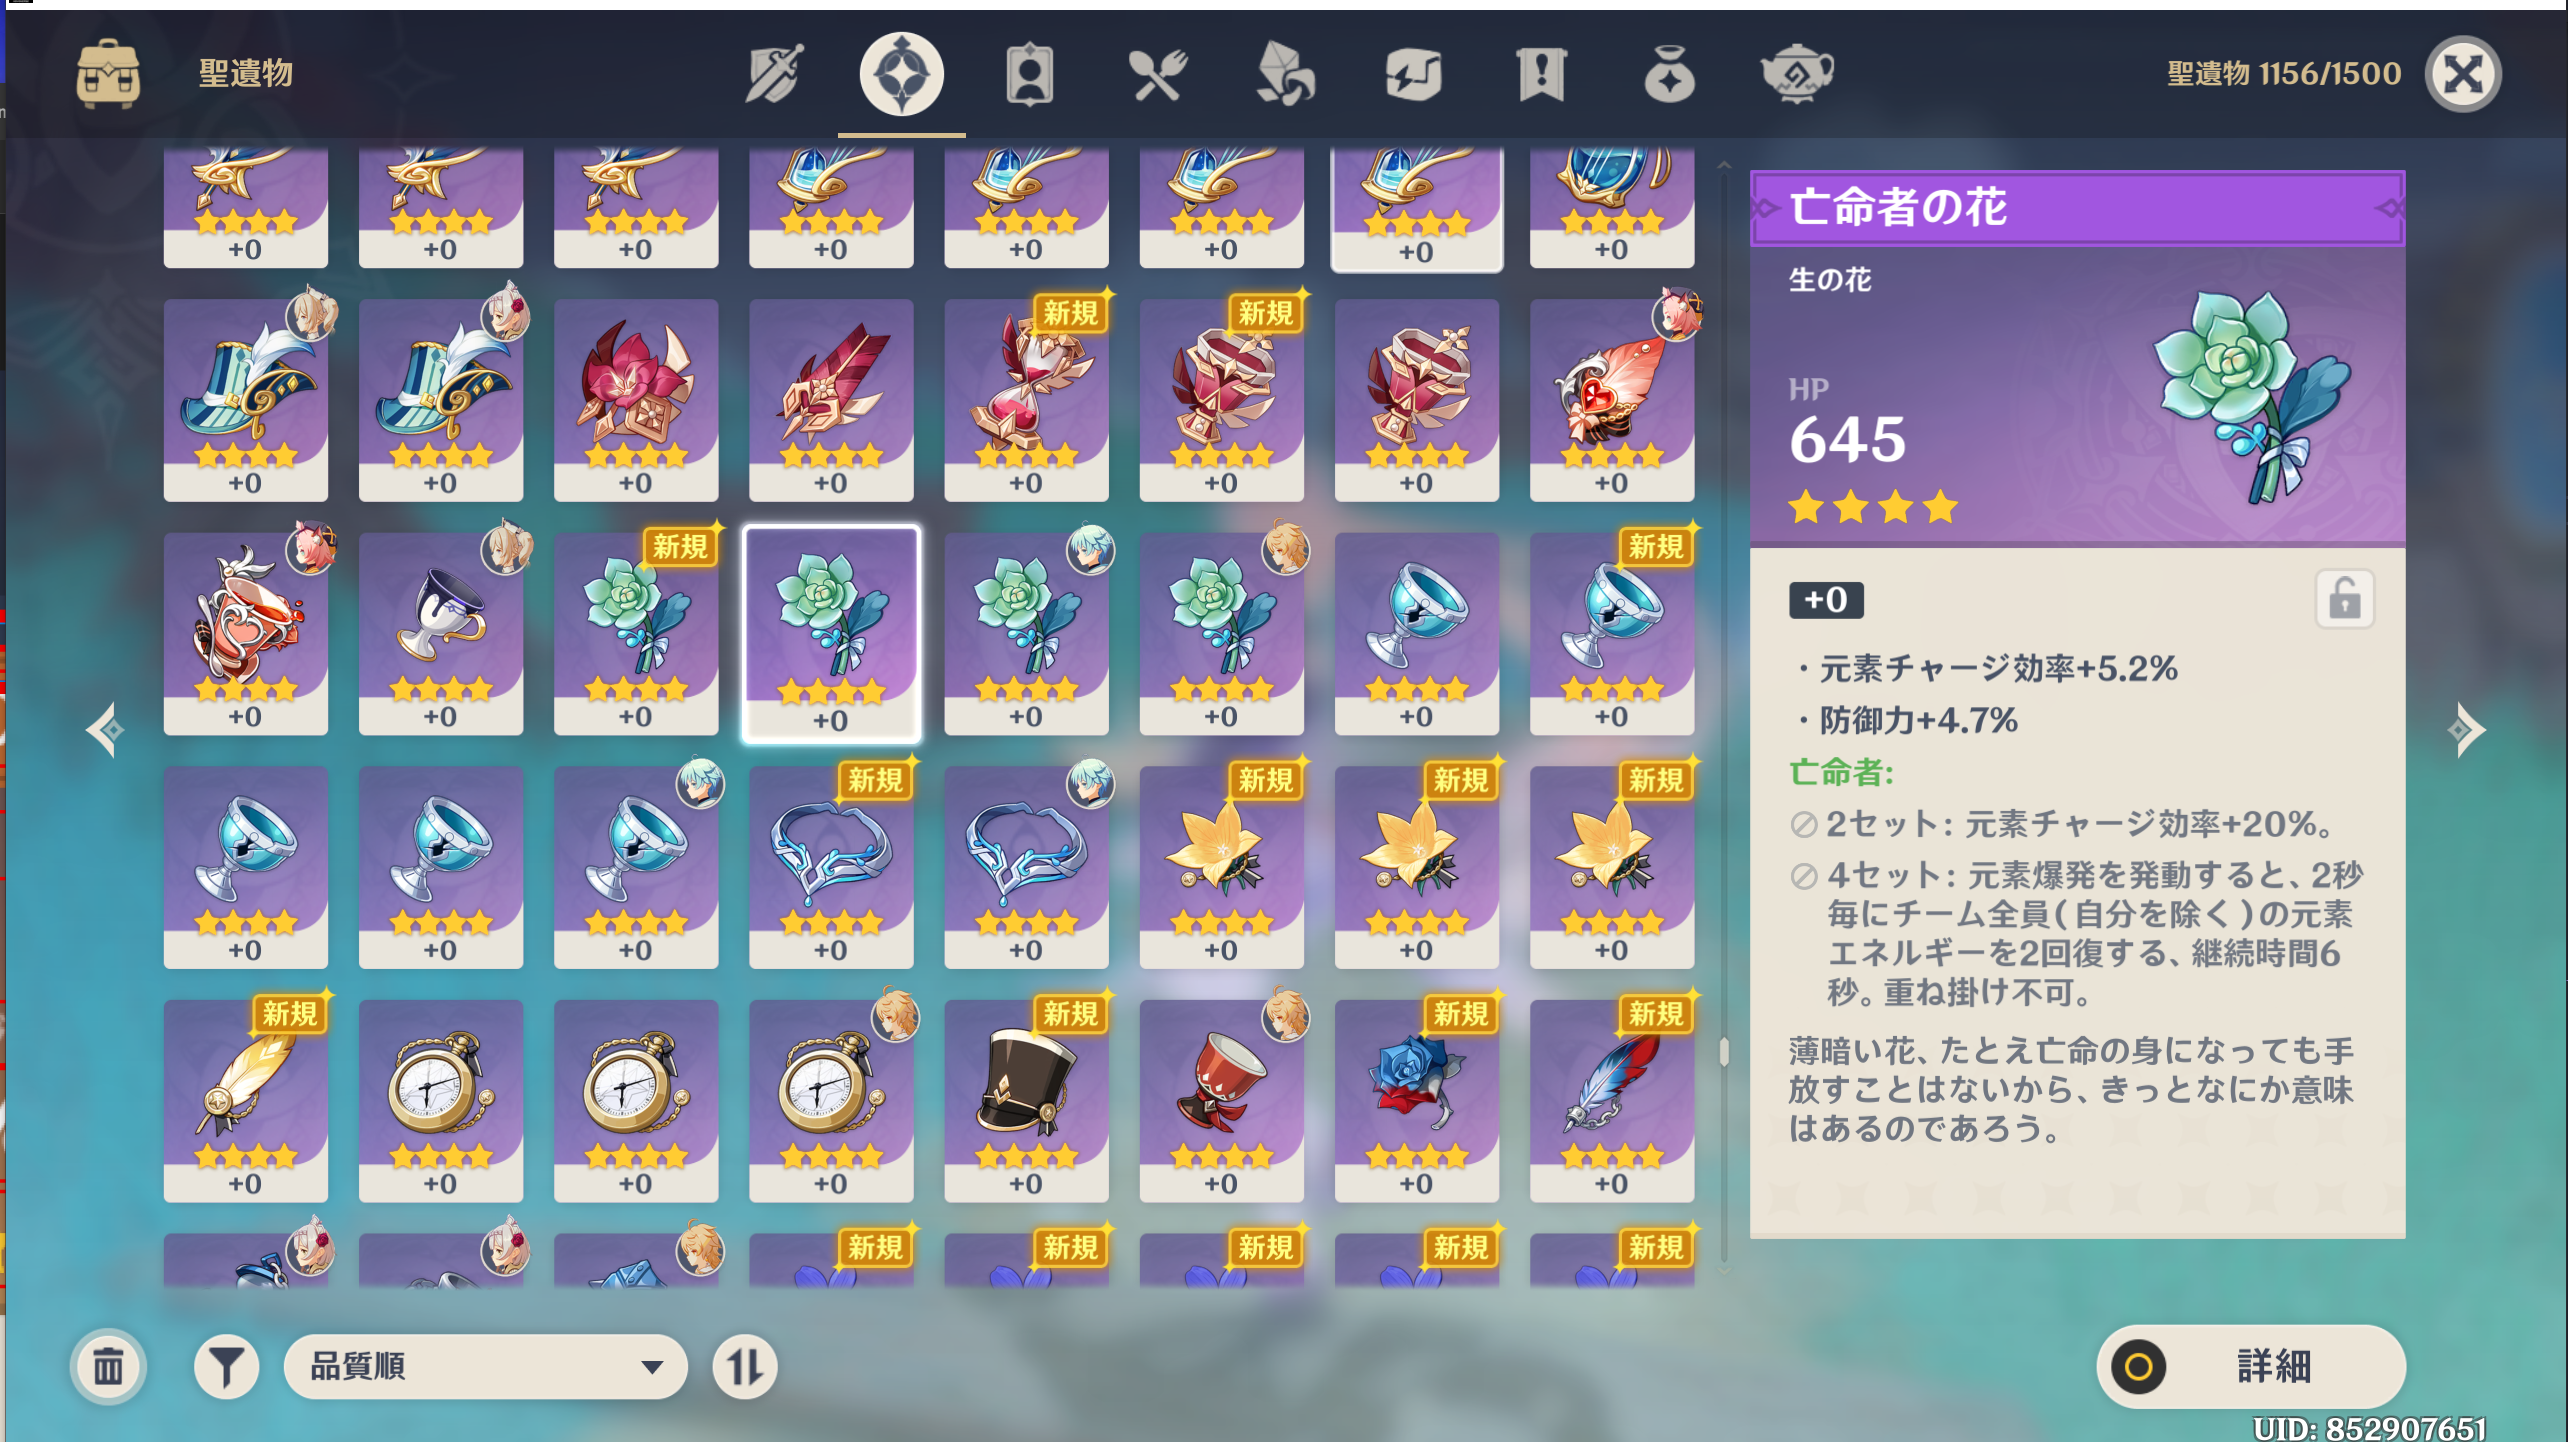 聖遺物
聖遺物 1156/1500
+0 +0 +0 +0 +0 +0 +0 +0
新規 新規
+0 +0 +0 +0 +0 +0 +0 +0
新規 新規
+0 +0 +0 +0 +0 +0 +0 +0
新規 新規 新規 新規
+0 +0 +0 +0 +0 +0 +0 +0
新規 新規 新規 新規
+0 +0 +0 +0 +0 +0 +0 +0
新規 新規 新規 新規 新規
亡命者の花
生の花
HP
645
+0
・元素チャージ効率+5.2%
・防御力+4.7%
亡命者:
2セット: 元素チャージ効率+20%。
4セット: 元素爆発を発動すると、2秒
毎にチーム全員(自分を除く)の元素
エネルギーを2回復する、継続時間6
秒。重ね掛け不可。
薄暗い花、たとえ亡命の身になっても手
放すことはないから、きっとなにか意味
はあるのであろう。
品質順
詳細
UID: 852907651